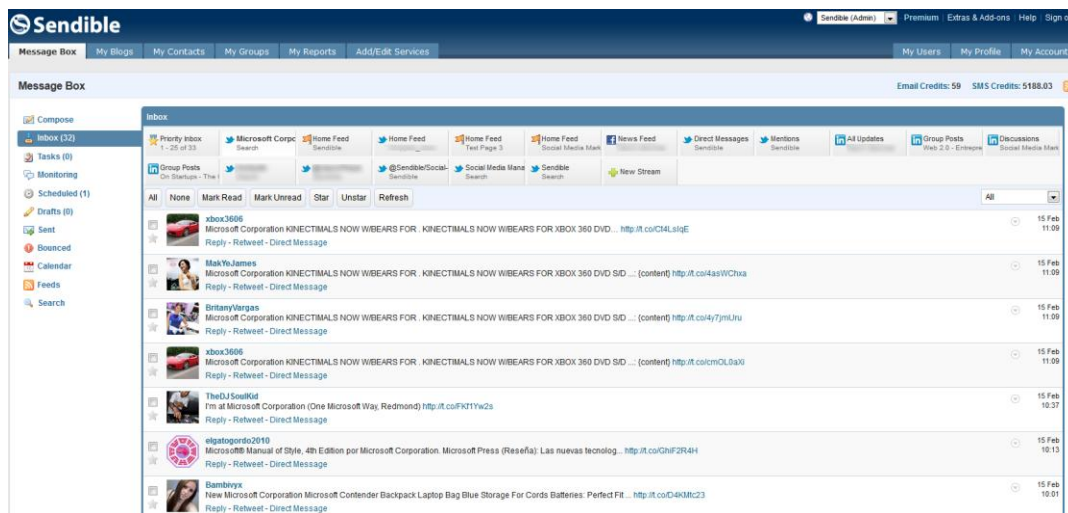 Sendible
Sendible (Admin) Premium | Extras & Add-ons | Help | Sign
Message Box My Blogs My Contacts My Groups My Reports Add/Edit Services My Users My Profile My Account
Message Box Email Credits: 59 SMS Credits: 5188.03
Compose
Inbox (32)
Tasks (0)
Monitoring
Scheduled (1)
Drafts (0)
Sent
Bounced
Calendar
Feeds
Search
Inbox
Priority Inbox Microsoft Corpo Home Feed Home Feed Home Feed Home Feed News Feed Direct Messages Mentions All Updates Group Posts Discussions
1 - 25 of 33 Search Sendible Test Page 3 Social Media Mark Sendible Sendible Web 2.0 - Entrepre Social Media Mark
Group Posts @Sendible/Social- Social Media Mana Sendible New Stream
On Startups - The Sendible Search Search
All None Mark Read Mark Unread Star Unstar Refresh All
xbox3606 15 Feb
Microsoft Corporation KINECTIMALS NOW W/BEARS FOR . KINECTIMALS NOW W/BEARS FOR XBOX 360 DVD... http://t.co/Ct4LsIqE 11:09
Reply - Retweet - Direct Message
MakYoJames 15 Feb
Microsoft Corporation KINECTIMALS NOW W/BEARS FOR . KINECTIMALS NOW W/BEARS FOR XBOX 360 DVD S/D ...: {content} http://t.co/4asWChxa 11:09
Reply - Retweet - Direct Message
BritanyVargas 15 Feb
Microsoft Corporation KINECTIMALS NOW W/BEARS FOR . KINECTIMALS NOW W/BEARS FOR XBOX 360 DVD S/D ...: {content} http://t.co/4y7jmUru 11:09
Reply - Retweet - Direct Message
xbox3606 15 Feb
Microsoft Corporation KINECTIMALS NOW W/BEARS FOR . KINECTIMALS NOW W/BEARS FOR XBOX 360 DVD S/D ...: {content} http://t.co/cmOL0aXi 11:09
Reply - Retweet - Direct Message
TheDJSoulKid 15 Feb
I'm at Microsoft Corporation (One Microsoft Way, Redmond) http://t.co/FKf1Yw2s 10:37
Reply - Retweet - Direct Message
elgatogordo2010 15 Feb
Microsoft® Manual of Style, 4th Edition por Microsoft Corporation. Microsoft Press (Reseña): Las nuevas tecnolog... http://t.co/GhiF2R4H 10:13
Reply - Retweet - Direct Message
Bambivyx 15 Feb
New Microsoft Corporation Microsoft Contender Backpack Laptop Bag Blue Storage For Cords Batteries: Perfect Fit... http://t.co/D4KMtc23 10:01
Reply - Retweet - Direct Message